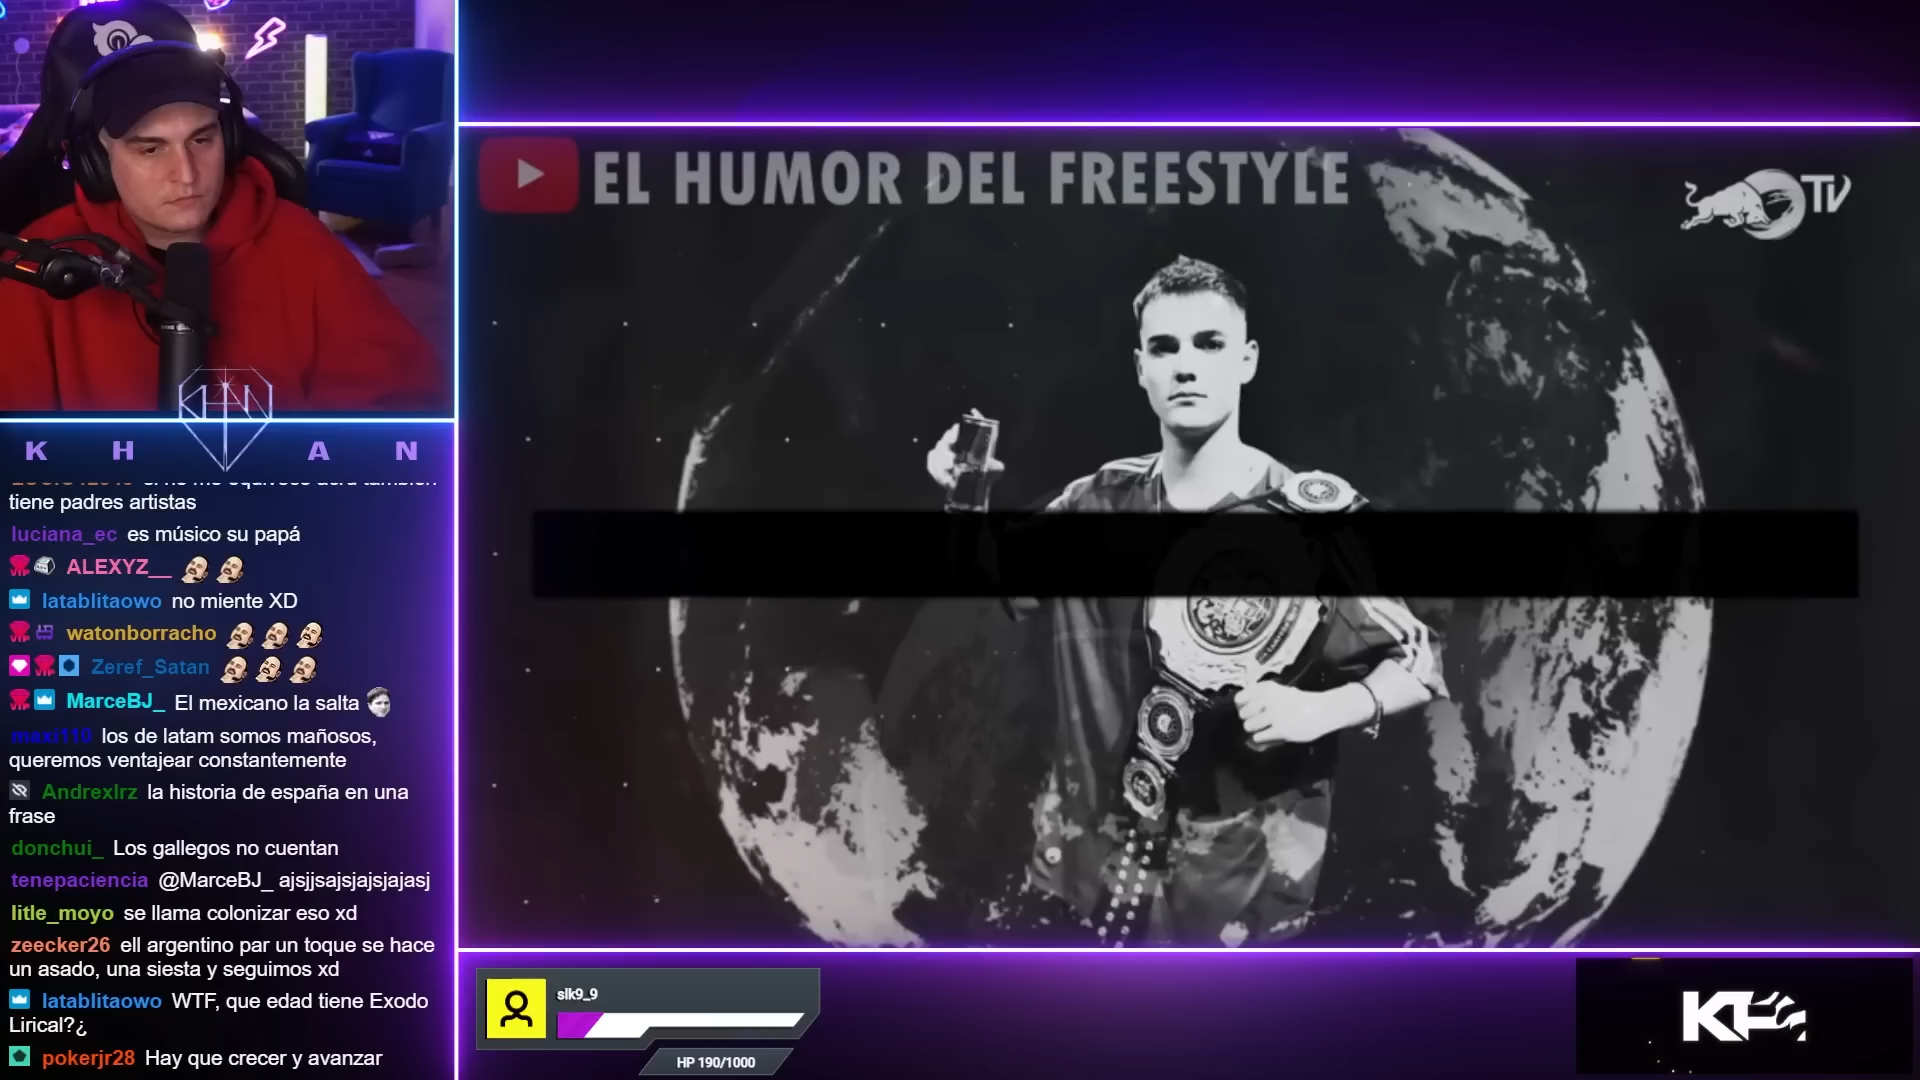 EL HUMOR DEL FREESTYLE
TV
KHAN
K H A N
tiene padres artistas
luciana_ec es músico su papá
ALEXYZ__
latablitaowo no miente XD
watonborracho
Zeref_Satan
MarceBJ_ El mexicano la salta
maxi110 los de latam somos mañosos,
queremos ventajear constantemente
AndrexIrz la historia de españa en una
frase
donchui_ Los gallegos no cuentan
tenepaciencia @MarceBJ_ ajsjjsajsjajsjajasj
litle_moyo se llama colonizar eso xd
zeecker26 ell argentino par un toque se hace
un asado, una siesta y seguimos xd
latablitaowo WTF, que edad tiene Exodo
Lirical?¿
pokerjr28 Hay que crecer y avanzar
slk9_9
HP 190/1000
KF